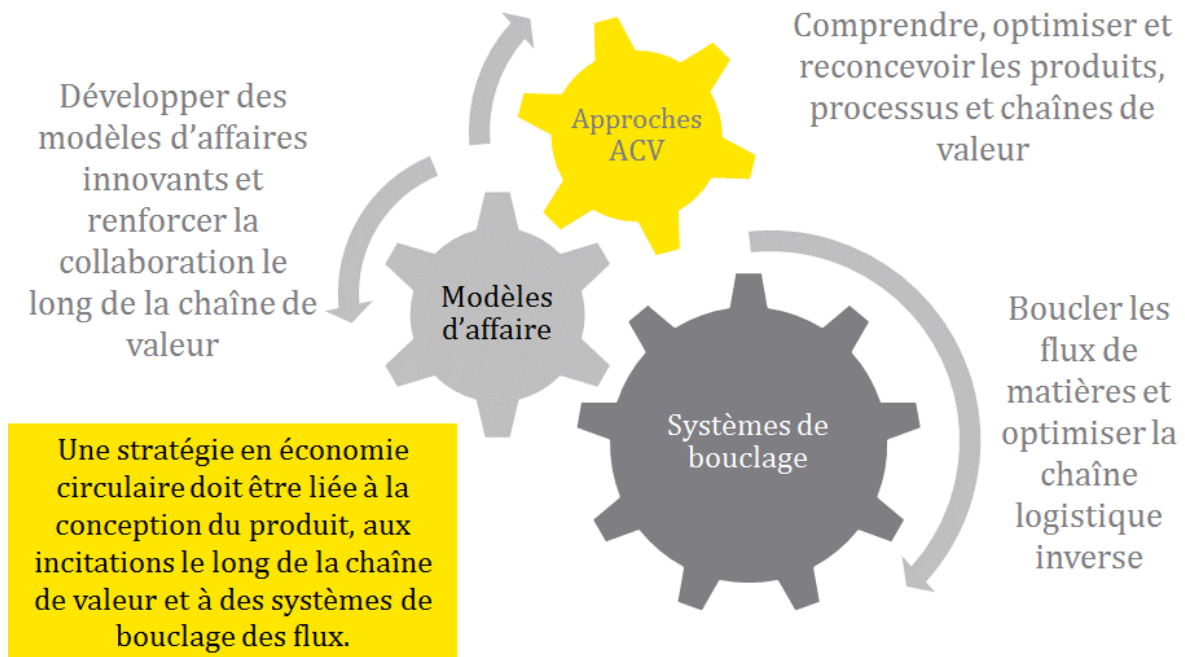 Comprendre, optimiser et
reconcevoir les produits,
processus et chaînes de
valeur
Approches
ACV
Développer des
modèles d’affaires
innovants et
renforcer la
collaboration le
long de la chaîne de
valeur
Modèles
d’affaire
Systèmes de
bouclage
Boucler les
flux de
matières et
optimiser la
chaîne
logistique
inverse
Une stratégie en économie
circulaire doit être liée à la
conception du produit, aux
incitations le long de la chaîne
de valeur et à des systèmes de
bouclage des flux.